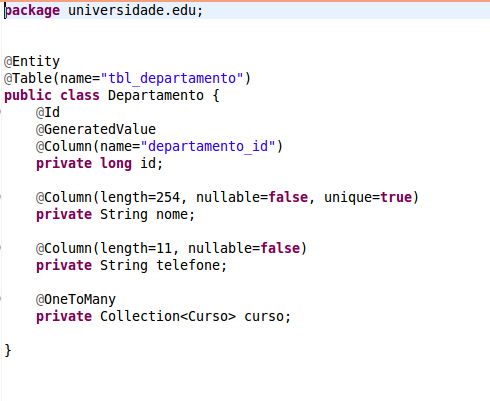 package universidade.edu;
@Entity
@Table(name="tbl_departamento")
public class Departamento {
@Id
@GeneratedValue
@Column(name="departamento_id")
private long id;
@Column(length=254, nullable=false, unique=true)
private String nome;
@Column(length=11, nullable=false)
private String telefone;
@OneToMany
private Collection<Curso> curso;
}